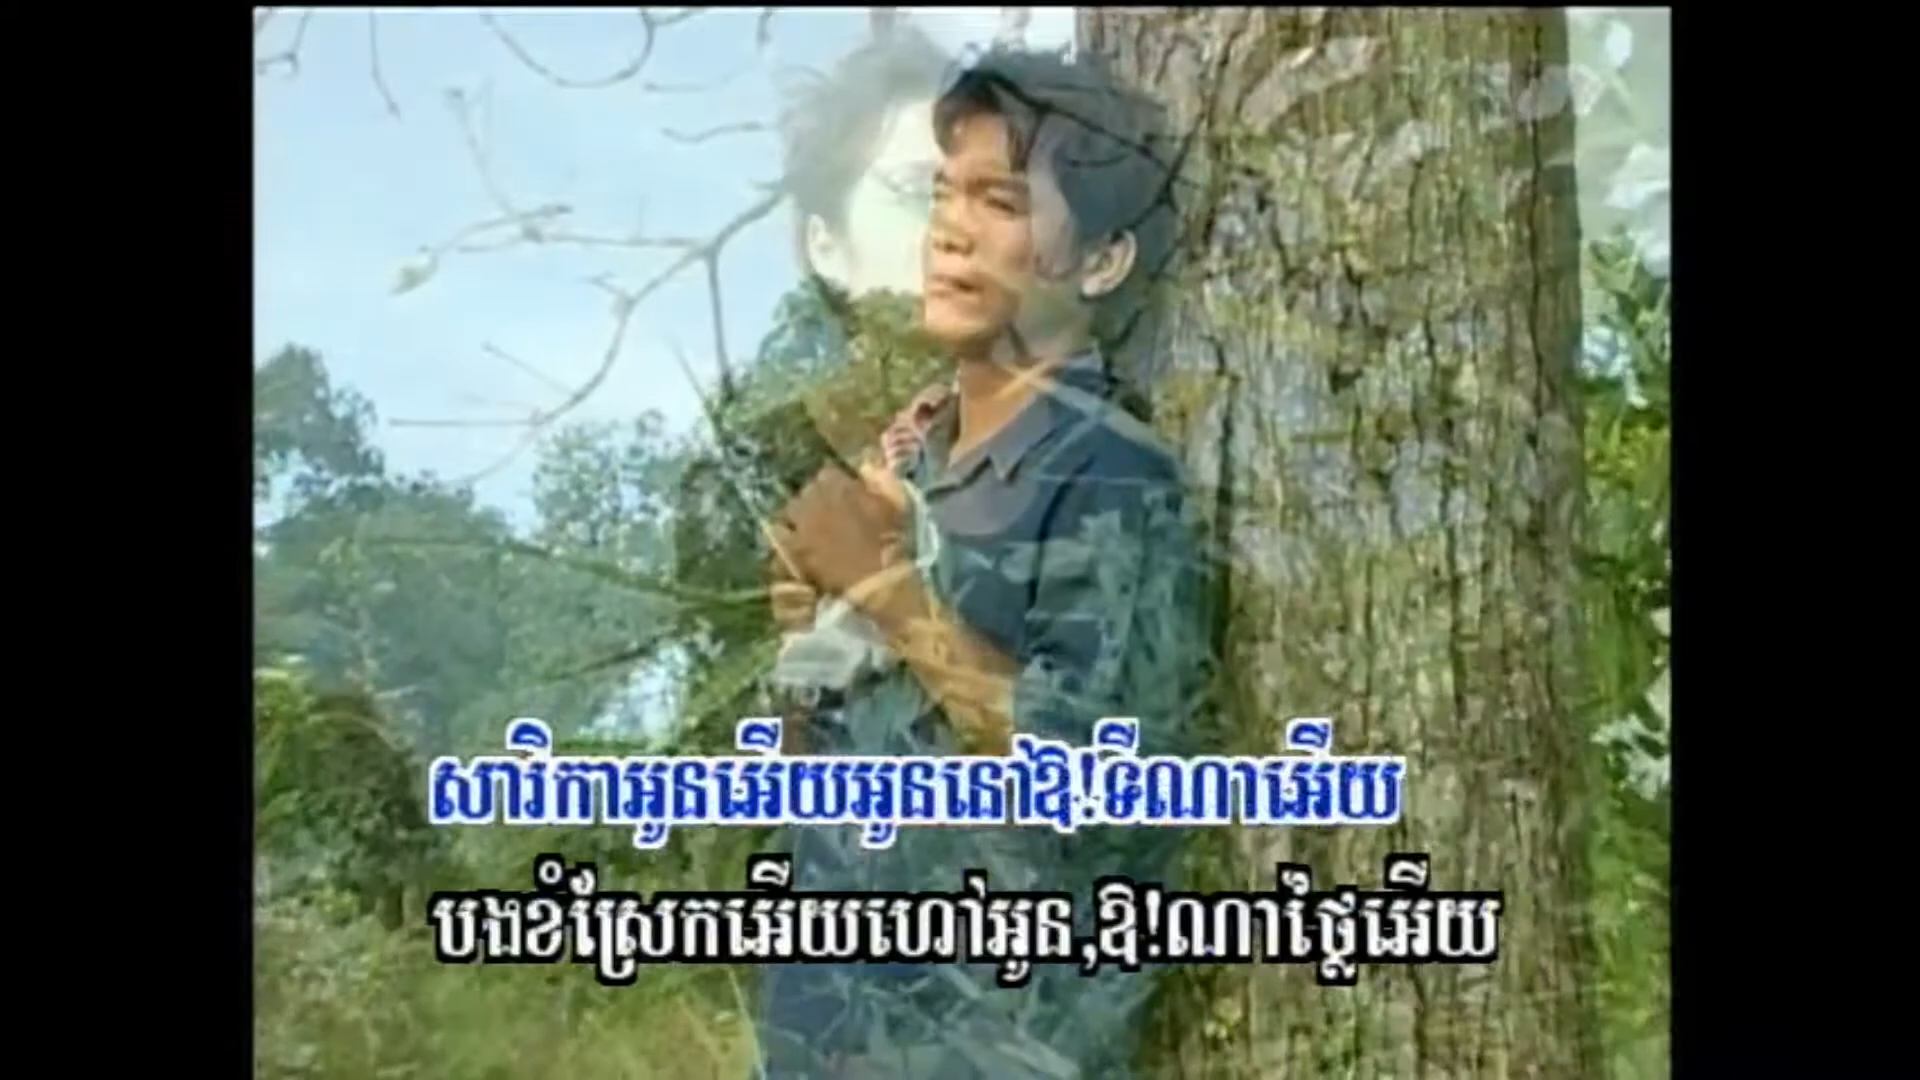 សារិកាអូនអើយអូននៅឱ!ទីណាអើយ
បងខំស្រែកអើយហៅអូន,ឱ!ណាថ្លៃអើយ